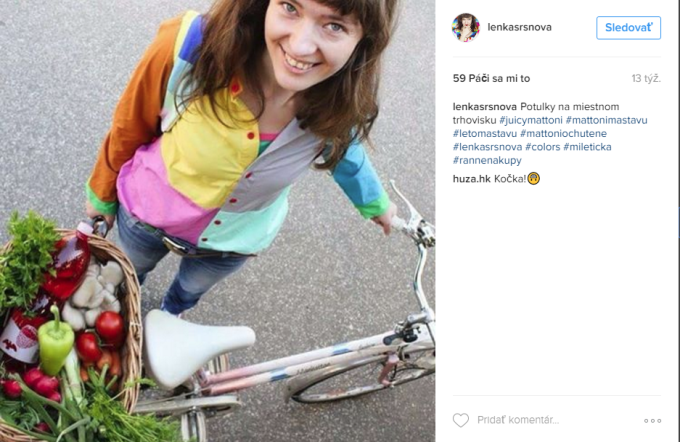 lenkasrsnova
Sledovať
59 Páči sa mi to
13 týž.
lenkasrsnova Potulky na miestnom
trhovisku #juicymattoni #mattonimastavu
#letomastavu #mattoniochutene
#lenkasrsnova #colors #mileticka
#rannenakupy
huza.hk Kočka!
Pridať komentár...